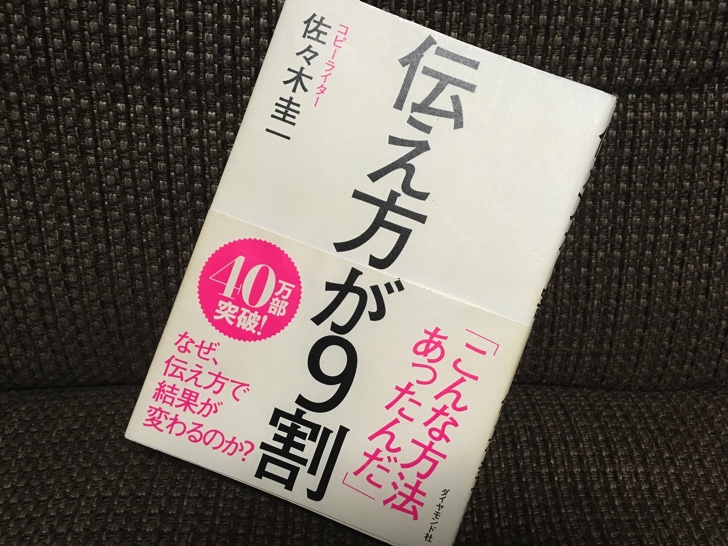 伝え方が9割
コピーライター
佐々木圭一
「こんな方法
あったんだ」
40万部
突破!
なぜ、
伝え方で
結果が
変わるのか?
ダイヤモンド社